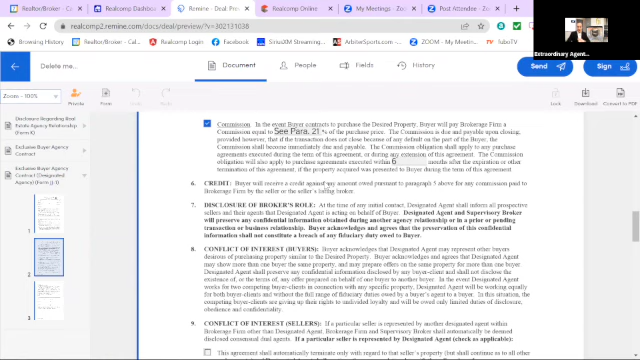 Realtor/Broker
Realcomp Dashboa
Remine - https://re
Realcomp Online
My Meetings - Zoo
Post Attendee - Zo
realcomp2.remine.com/docs/deal/preview?=302131038
Browsing History
Realtor/Broker
Calls
Realcomp Login
Facebook
SiriusXM Streaming
ArbiterSports.com
ZOOM - My Meeting
TubeTV
Extraordinary Agen...
Delete me...
Document
People
Fields
History
Send
Sign
Zoom - 100%
Private
Form
Lock
Download
Convert to PDF
Disclosure Regarding Real
Estate Agency Relationship
(Form K)
Exclusive Buyer Agency
Contract
Exclusive Buyer Agency
Contract (Designated
Agency) (Form JJ-1)
1
2
3
Commission. In the event Buyer contracts to purchase the Desired Property, Buyer will pay Brokerage Firm a
Commission equal to See Para. 21 % of the purchase price. The Commission is due and payable upon closing,
provided however, that if the transaction does not close because of any default on the part of the Buyer, the
Commission shall become immediately due and payable. The Commission obligation shall apply to any purchase
agreements executed during the term of this agreement, or during any extension of this agreement. The Commission
obligation will also apply to purchase agreements executed within 6 months after the expiration or other
termination of this agreement, if the property acquired was presented to Buyer during the term of this agreement
6. CREDIT: Buyer will receive a credit against any amount owed pursuant to paragraph 5 above for any commission paid to
Brokerage Firm by the seller or the seller's listing broker.
7. DISCLOSURE OF BROKER'S ROLE: At the time of any initial contact, Designated Agent shall inform all prospective
sellers and their agents that Designated Agent is acting on behalf of Buyer. Designated Agent and Supervisory Broker
will preserve any confidential information obtained during another agency relationship or in a prior or pending
transaction or business relationship. Buyer acknowledges and agrees that the preservation of this confidential
information shall not constitute a breach of any fiduciary duty owed to Buyer.
8. CONFLICT OF INTEREST (BUYERS): Buyer acknowledges that Designated Agent may represent other buyers
desirous of purchasing property similar to the Desired Property. Buyer acknowledges and agrees that Designated Agent
may show more than one buyer the same property, and may prepare offers on the same property for more than one buyer.
Designated Agent shall preserve any confidential information disclosed by any buyer-client and shall not disclose the
existence of, or terms of any offer prepared on behalf of one buyer to another buyer. In the event Designated Agent
works for two competing buyer-clients in connection with any specific property, Designated Agent will be working equally
for both buyer-clients and without the full range of fiduciary duties owed by a buyer's agent to a buyer. In this situation, the
competing buyer-clients are giving up their rights to undivided loyalty and will be owed only limited duties of disclosure,
obedience and confidentiality.
9. CONFLICT OF INTEREST (SELLERS): If a particular seller is represented by another designated agent within
Brokerage Firm other than Designated Agent, Brokerage Firm and Supervisory Broker shall automatically be deemed
disclosed consensual dual agents. If a particular seller is represented by Designated Agent (check as applicable):
This agreement shall automatically terminate only with regard to that seller's property (but shall continue as to all other